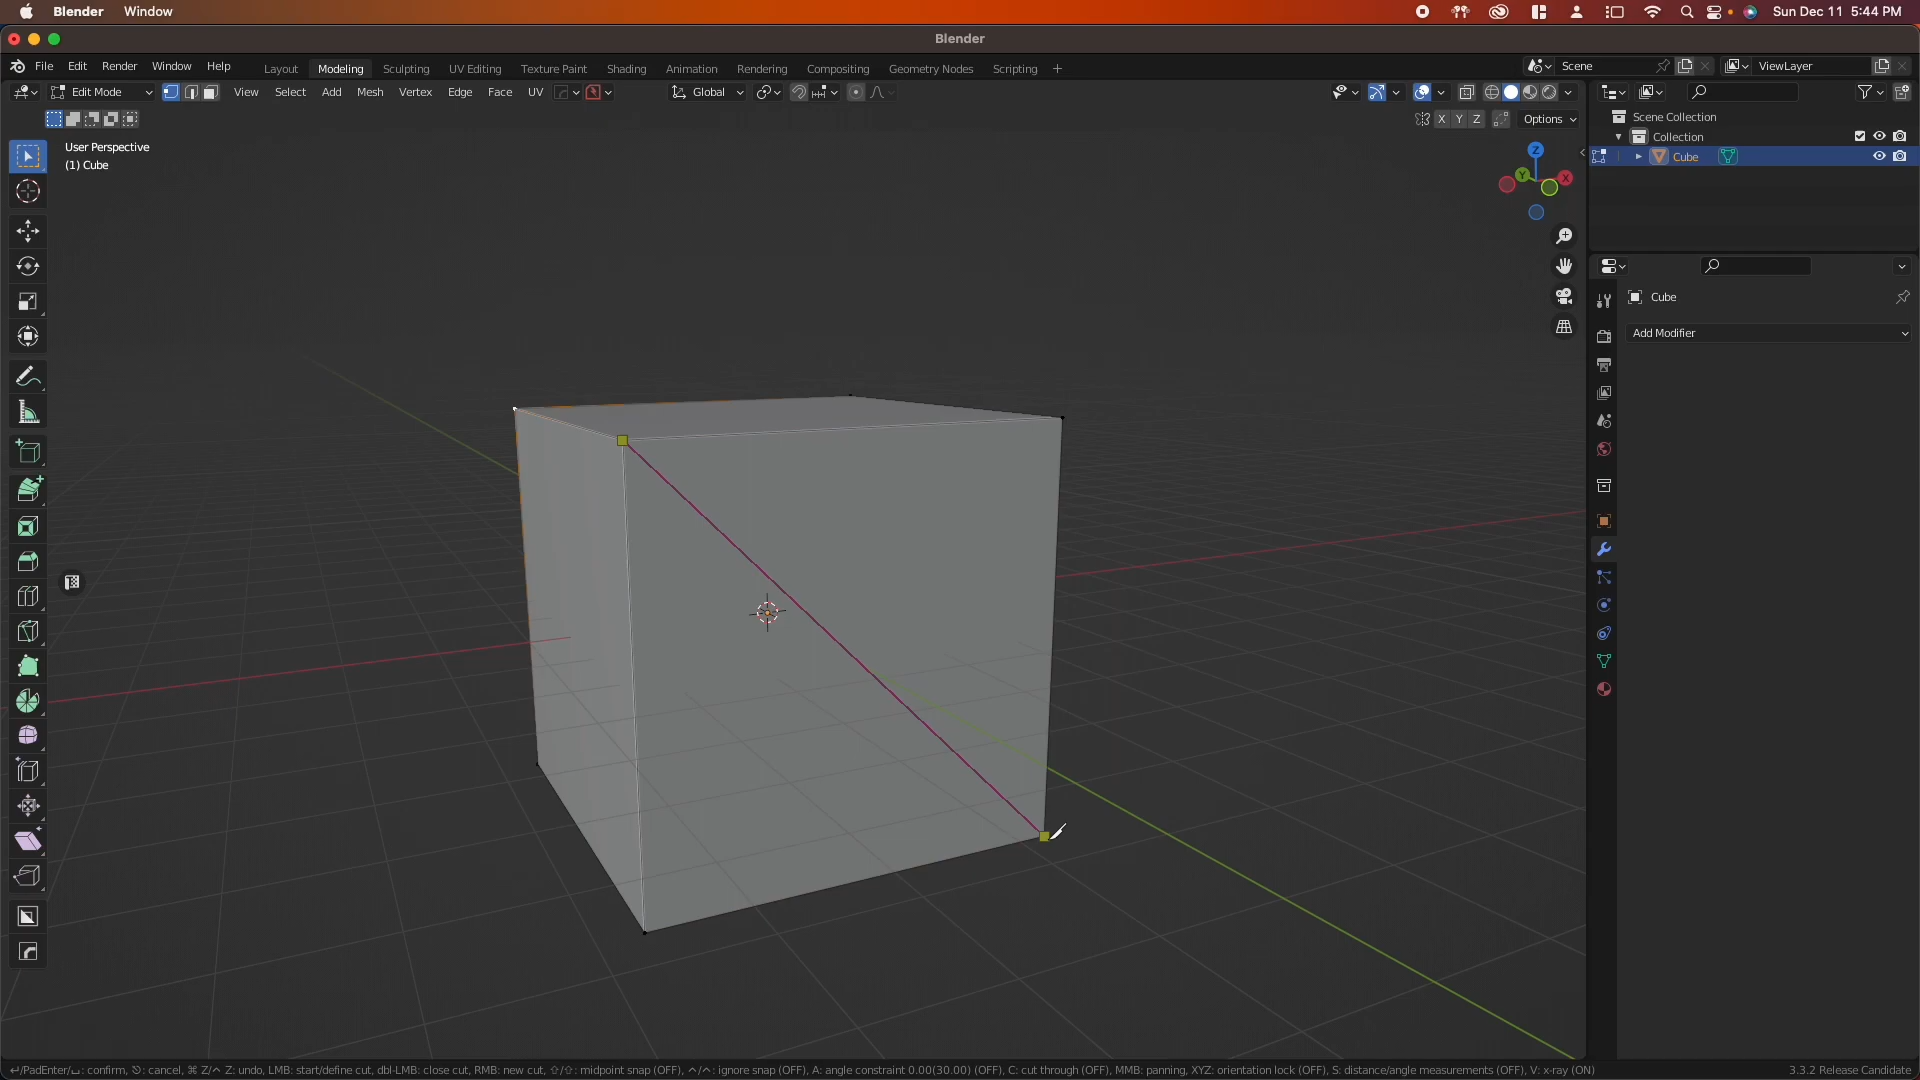 Blender Window Sun Dec 11 5:44 PM
Blender
File Edit Render Window Help Layout Modeling Sculpting UV Editing Texture Paint Shading Animation Rendering Compositing Geometry Nodes Scripting + Scene ViewLayer
Edit Mode View Select Add Mesh Vertex Edge Face UV Global
X Y Z Options
Scene Collection
Collection
Cube
User Perspective
(1) Cube
Z
Y
X
Cube
Add Modifier
↵/PadEnter/␣: confirm, ⎋: cancel, ⌘ Z/^ Z: undo, LMB: start/define cut, dbl-LMB: close cut, RMB: new cut, ⇧/⇧: midpoint snap (OFF), ^/^: ignore snap (OFF), A: angle constraint 0.00(30.00) (OFF), C: cut through (OFF), MMB: panning, XYZ: orientation lock (OFF), S: distance/angle measurements (OFF), V: x-ray (ON) 3.3.2 Release Candidate